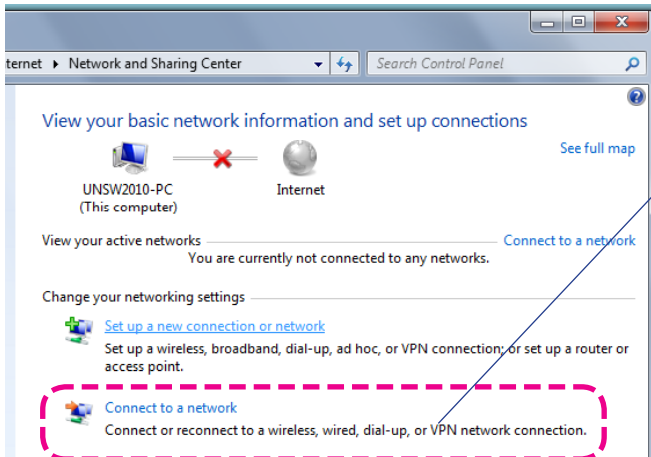 ternet ▸ Network and Sharing Center
Search Control Panel
View your basic network information and set up connections
See full map
UNSW2010-PC
(This computer)
Internet
View your active networks
Connect to a network
You are currently not connected to any networks.
Change your networking settings
Set up a new connection or network
Set up a wireless, broadband, dial-up, ad hoc, or VPN connection; or set up a router or
access point.
Connect to a network
Connect or reconnect to a wireless, wired, dial-up, or VPN network connection.